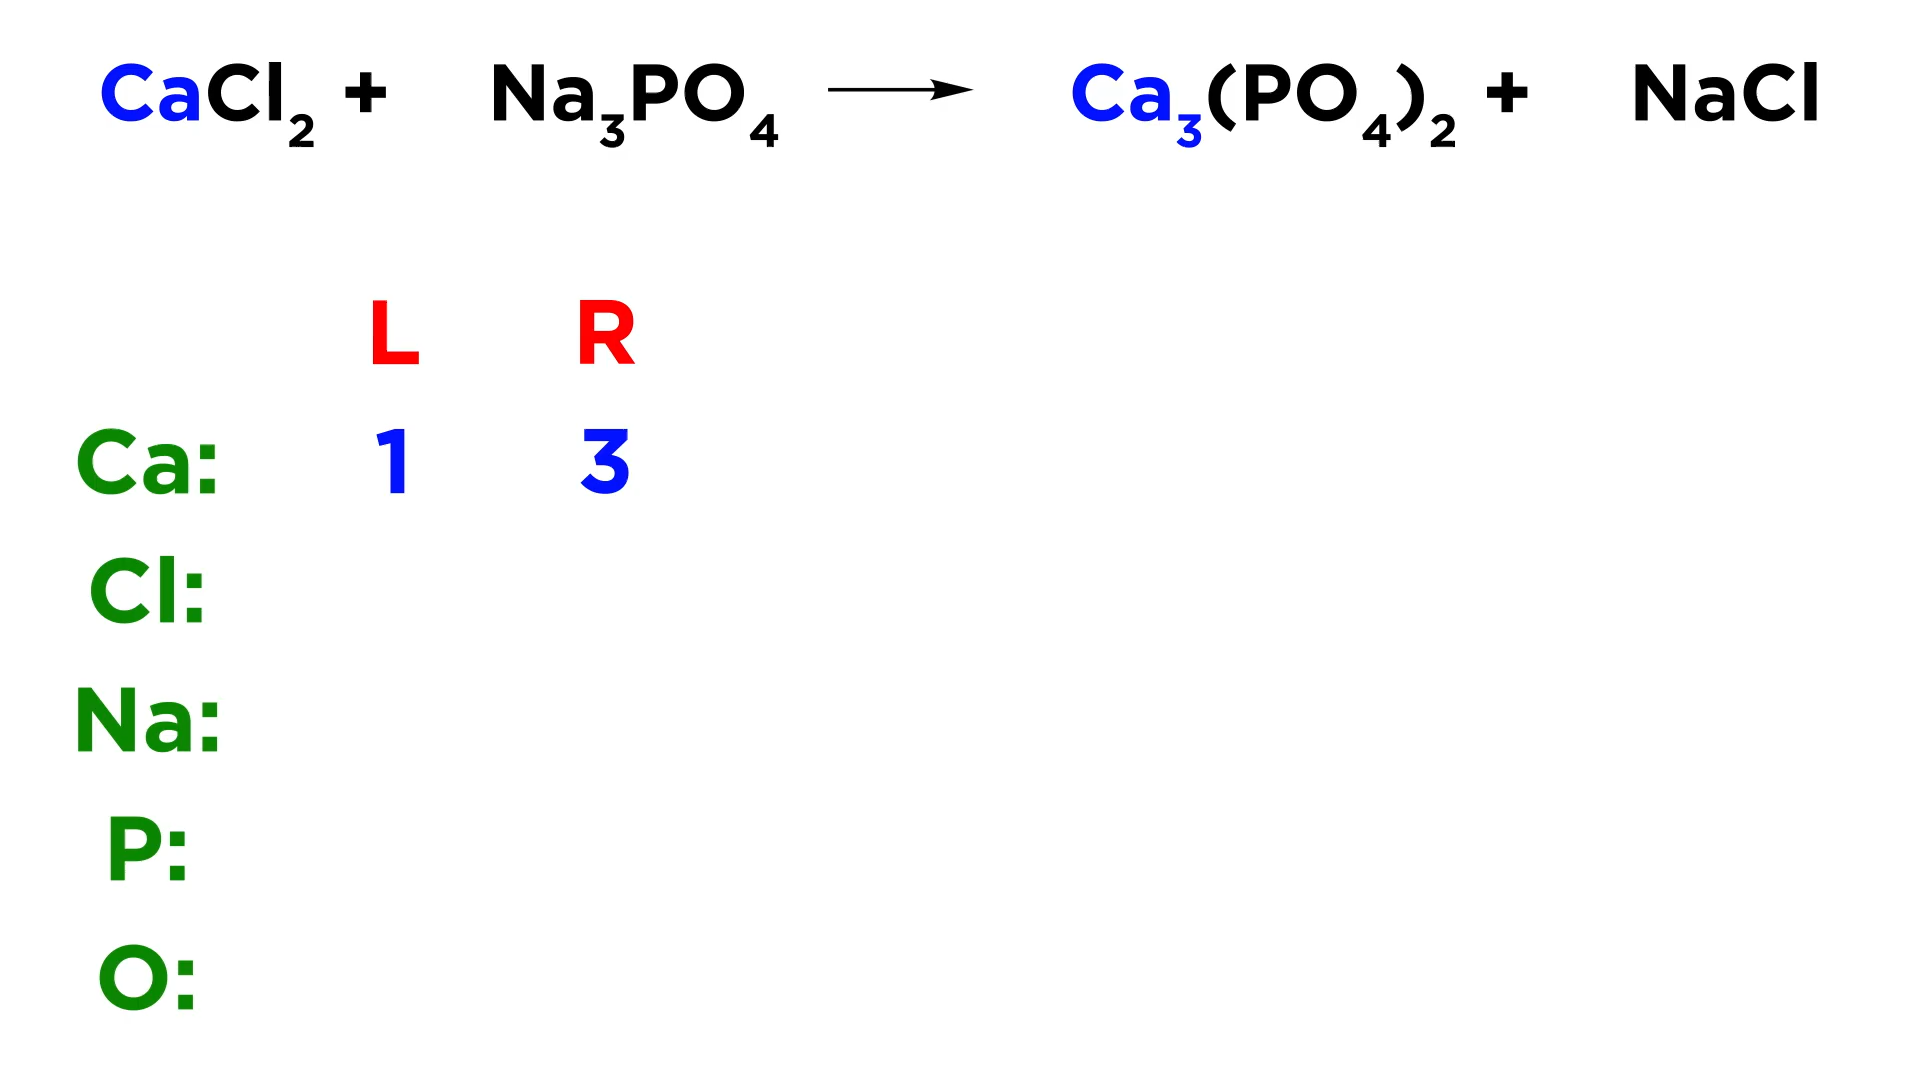 CaCl₂ + Na₃PO₄ ⟶ Ca₃(PO₄)₂ + NaCl
L R
Ca: 1 3
Cl:
Na:
P:
O: